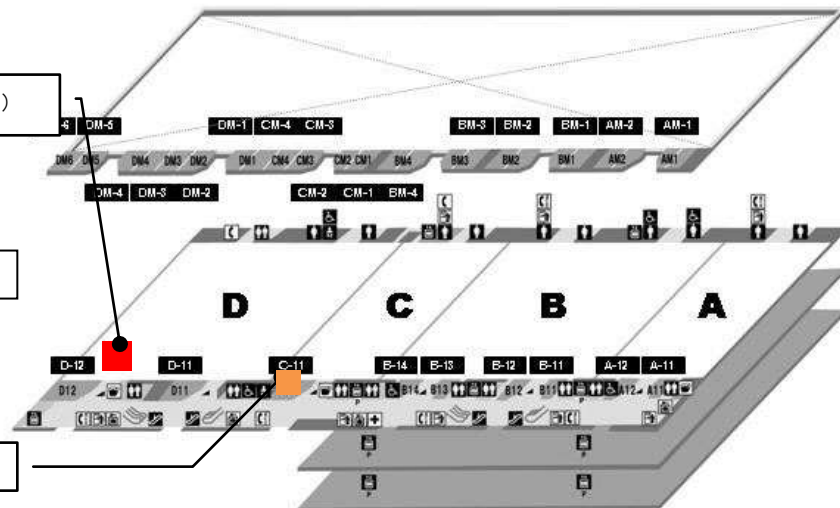 )
-6 DM-5 DM-1 CM-4 CM-3 BM-3 BM-2 BM-1 AM-2 AM-1
DM6 DM5 DM4 DM3 DM2 DM1 CM4 CM3 CM2 CM1 BM4 BM3 BM2 BM1 AM2 AM1
DM-4 DM-3 DM-2 CM-2 CM-1 BM-4
D C B A
D-12 D-11 C-11 B-14 B-13 B-12 B-11 A-12 A-11
D12 D11 B14 B13 B12 B11 A12 A11
P P P
P P
P P